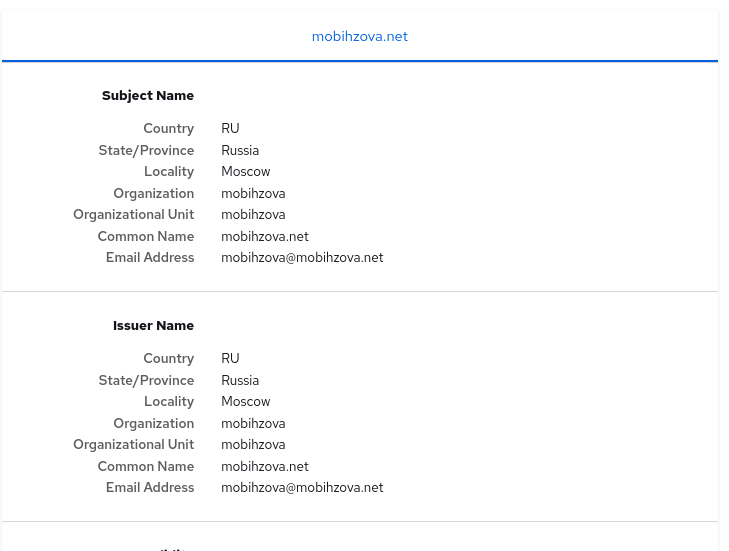 mobihzova.net
Subject Name
Country RU
State/Province Russia
Locality Moscow
Organization mobihzova
Organizational Unit mobihzova
Common Name mobihzova.net
Email Address mobihzova@mobihzova.net
Issuer Name
Country RU
State/Province Russia
Locality Moscow
Organization mobihzova
Organizational Unit mobihzova
Common Name mobihzova.net
Email Address mobihzova@mobihzova.net